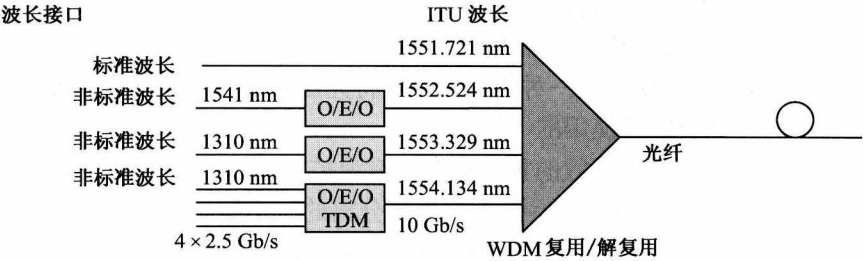 波长接口 ITU 波长
标准波长 1551.721 nm
非标准波长 1541 nm O/E/O 1552.524 nm
非标准波长 1310 nm O/E/O 1553.329 nm
光纤
非标准波长 1310 nm O/E/O 1554.134 nm
TDM 10 Gb/s
4 × 2.5 Gb/s
WDM 复用/解复用